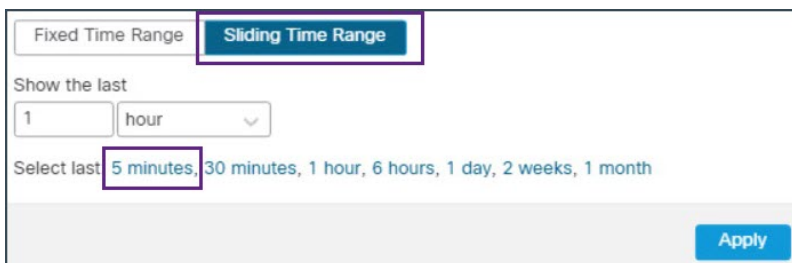 Fixed Time Range Sliding Time Range
Show the last
1 hour
Select last 5 minutes, 30 minutes, 1 hour, 6 hours, 1 day, 2 weeks, 1 month
Apply